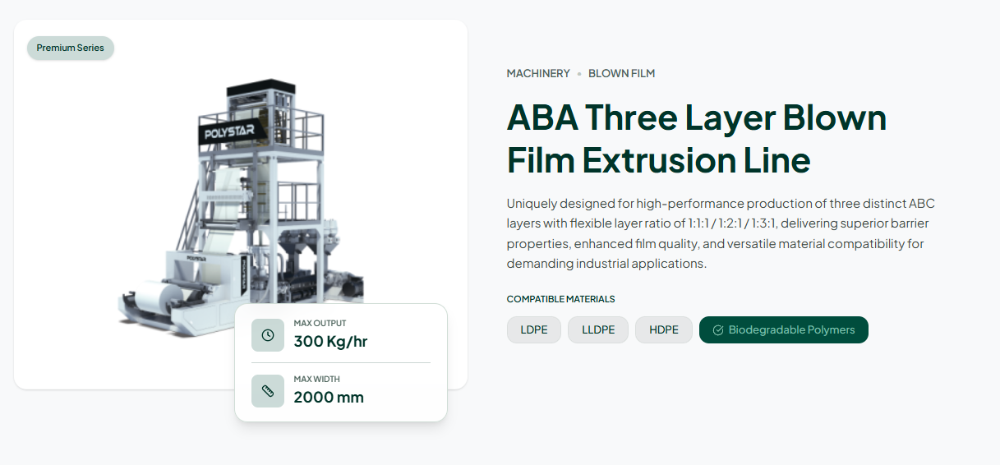 Premium Series
POLYSTAR
POLYSTAR
MAX OUTPUT
300 Kg/hr
MAX WIDTH
2000 mm
MACHINERY • BLOWN FILM
ABA Three Layer Blown
Film Extrusion Line
Uniquely designed for high-performance production of three distinct ABC
layers with flexible layer ratio of 1:1:1 / 1:2:1 / 1:3:1, delivering superior barrier
properties, enhanced film quality, and versatile material compatibility for
demanding industrial applications.
COMPATIBLE MATERIALS
LDPE LLDPE HDPE Biodegradable Polymers